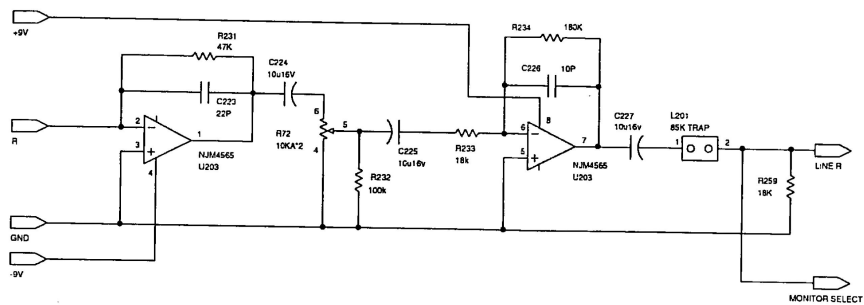 +9V
R231
47K
C223
22P
R
2
3
1
4
NJM4565
U203
C224
10u16V
6
5
4
R72
10KA*2
R232
100k
C225
10u16v
R233
18k
R234
180K
C226
10P
8
6
5
7
NJM4565
U203
C227
10u16v
L201
85K TRAP
1
2
LINE R
R259
18K
GND
-9V
MONITOR SELECT